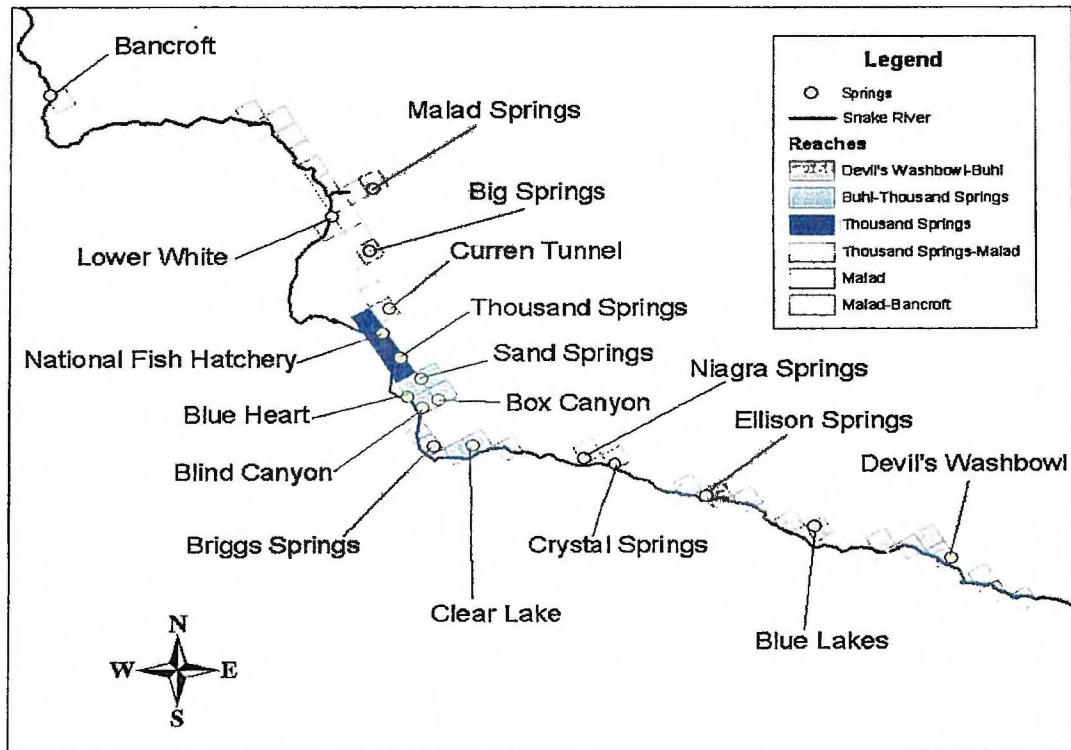 Bancroft
Malad Springs
Big Springs
Lower White
Curren Tunnel
Thousand Springs
National Fish Hatchery
Sand Springs
Niagra Springs
Blue Heart
Box Canyon
Ellison Springs
Blind Canyon
Devil's Washbowl
Briggs Springs
Crystal Springs
Clear Lake
Blue Lakes
N
W E
S
Legend
Springs
Snake River
Reaches
Devil's Washbowl-Buhl
Buhl-Thousand Springs
Thousand Springs
Thousand Springs-Malad
Malad
Malad-Bancroft